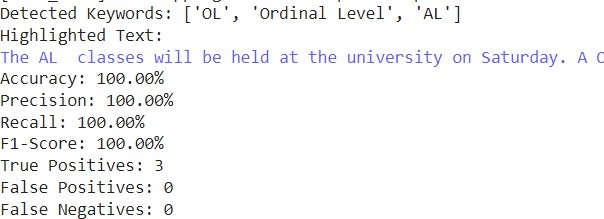 Detected Keywords: ['OL', 'Ordinal Level', 'AL']
Highlighted Text:
The AL  classes will be held at the university on Saturday. A
Accuracy: 100.00%
Precision: 100.00%
Recall: 100.00%
F1-Score: 100.00%
True Positives: 3
False Positives: 0
False Negatives: 0